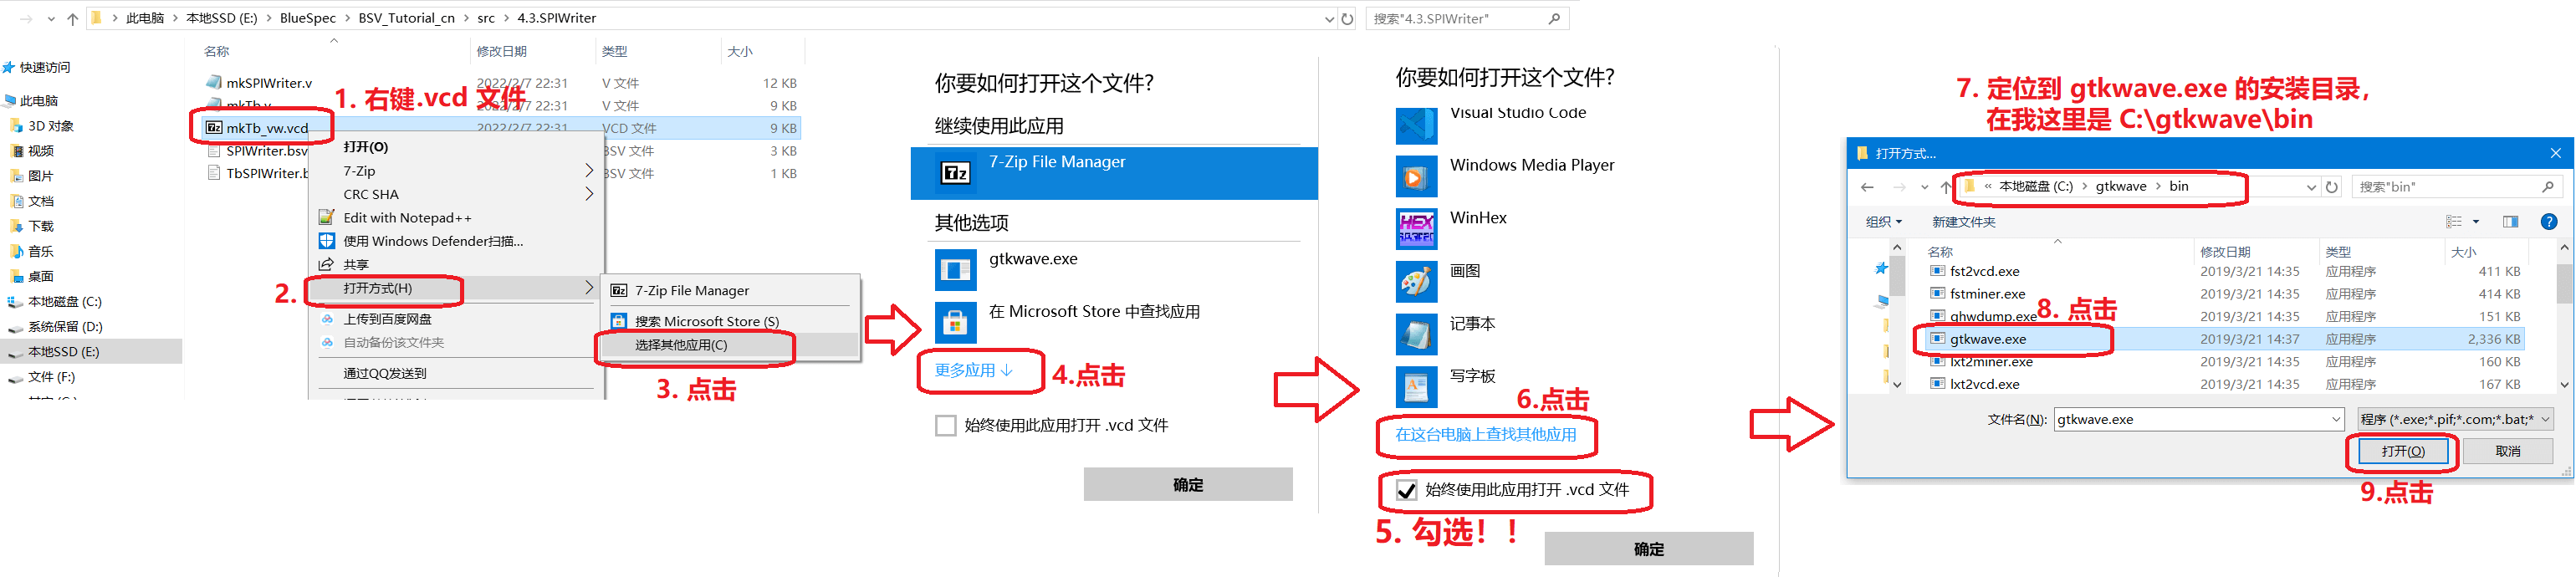 此电脑 > 本地SSD (E:) > BlueSpec > BSV_Tutorial_cn > src > 4.3.SPIWriter
搜索"4.3.SPIWriter"
名称 修改日期 类型 大小
快速访问
此电脑
3D 对象
视频
图片
文档
下载
音乐
桌面
本地磁盘 (C:)
系统保留 (D:)
本地SSD (E:)
文件 (F:)
mkSPIWriter.v 2022/2/7 22:31 V 文件 12 KB
mkTb.v 2022/2/7 22:31 V 文件 9 KB
mkTb_vw.vcd 2022/2/7 22:31 VCD 文件 9 KB
SPIWriter.bsv BSV 文件 3 KB
TbSPIWriter.b BSV 文件 1 KB
1. 右键.vcd 文件
打开(O)
7-Zip
CRC SHA
Edit with Notepad++
使用 Windows Defender扫描...
共享
2.
打开方式(H)
上传到百度网盘
自动备份该文件夹
通过QQ发送到
7-Zip File Manager
搜索 Microsoft Store (S)
选择其他应用(C)
3. 点击
你要如何打开这个文件?
继续使用此应用
7-Zip File Manager
其他选项
gtkwave.exe
在 Microsoft Store 中查找应用
更多应用 ↓
4.点击
始终使用此应用打开 .vcd 文件
确定
你要如何打开这个文件?
Visual Studio Code
Windows Media Player
WinHex
画图
记事本
写字板
6.点击
在这台电脑上查找其他应用
始终使用此应用打开 .vcd 文件
5. 勾选！！
确定
7. 定位到 gtkwave.exe 的安装目录，
在我这里是 C:\gtkwave\bin
打开方式...
« 本地磁盘 (C:) > gtkwave > bin
搜索"bin"
组织 新建文件夹
名称 修改日期 类型 大小
fst2vcd.exe 2019/3/21 14:35 应用程序 411 KB
fstminer.exe 2019/3/21 14:35 应用程序 414 KB
ghwdump.exe 2019/3/21 14:35 应用程序 151 KB
8. 点击
gtkwave.exe 2019/3/21 14:37 应用程序 2,336 KB
lxt2miner.exe 2019/3/21 14:35 应用程序 160 KB
lxt2vcd.exe 2019/3/21 14:35 应用程序 167 KB
文件名(N): gtkwave.exe
程序 (*.exe;*.pif;*.com;*.bat;*
打开(O) 取消
9.点击